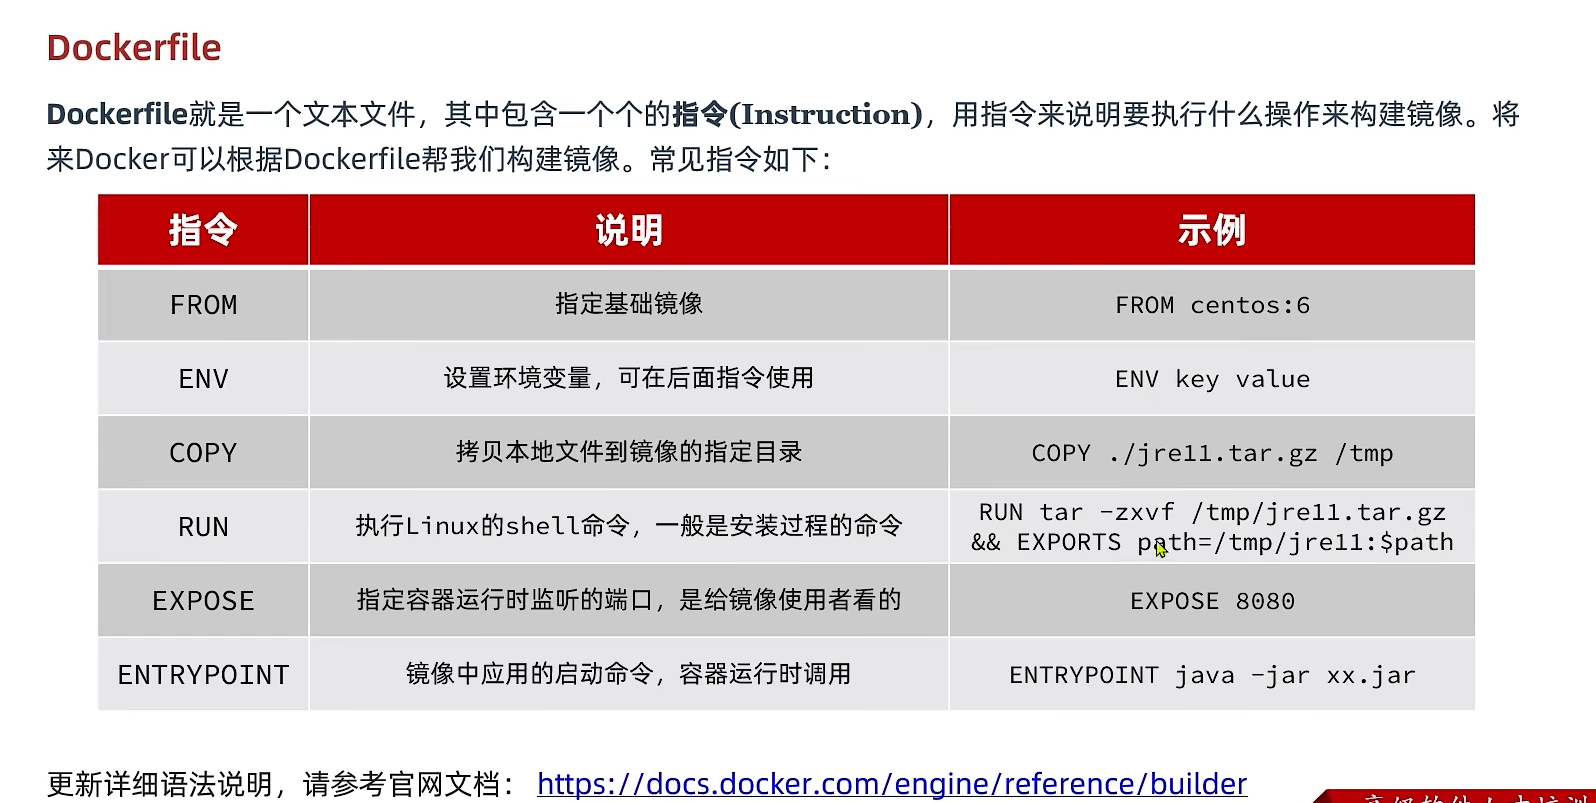 Dockerfile
Dockerfile就是一个文本文件，其中包含一个个的指令(Instruction)，用指令来说明要执行什么操作来构建镜像。将
来Docker可以根据Dockerfile帮我们构建镜像。常见指令如下：
指令 说明 示例
FROM 指定基础镜像 FROM centos:6
ENV 设置环境变量，可在后面指令使用 ENV key value
COPY 拷贝本地文件到镜像的指定目录 COPY ./jre11.tar.gz /tmp
RUN 执行Linux的shell命令，一般是安装过程的命令 RUN tar -zxvf /tmp/jre11.tar.gz
&& EXPORTS path=/tmp/jre11:$path
EXPOSE 指定容器运行时监听的端口，是给镜像使用者看的 EXPOSE 8080
ENTRYPOINT 镜像中应用的启动命令，容器运行时调用 ENTRYPOINT java -jar xx.jar
更新详细语法说明，请参考官网文档： https://docs.docker.com/engine/reference/builder